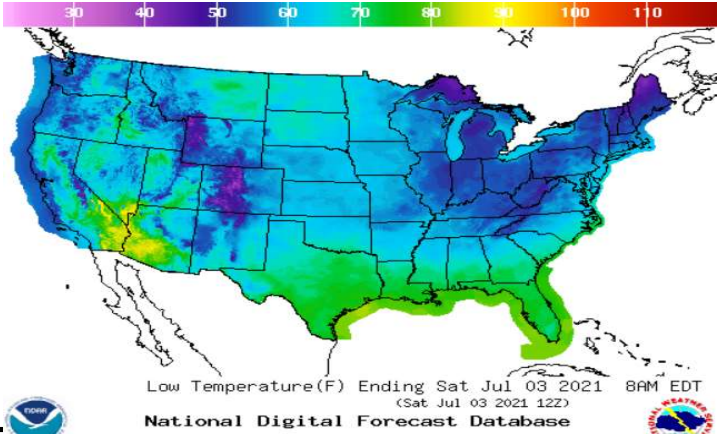 30 40 50 60 70 80 90 100 110
Low Temperature(F) Ending Sat Jul 03 2021 8AM EDT
(Sat Jul 03 2021 12Z)
National Digital Forecast Database
NOAA